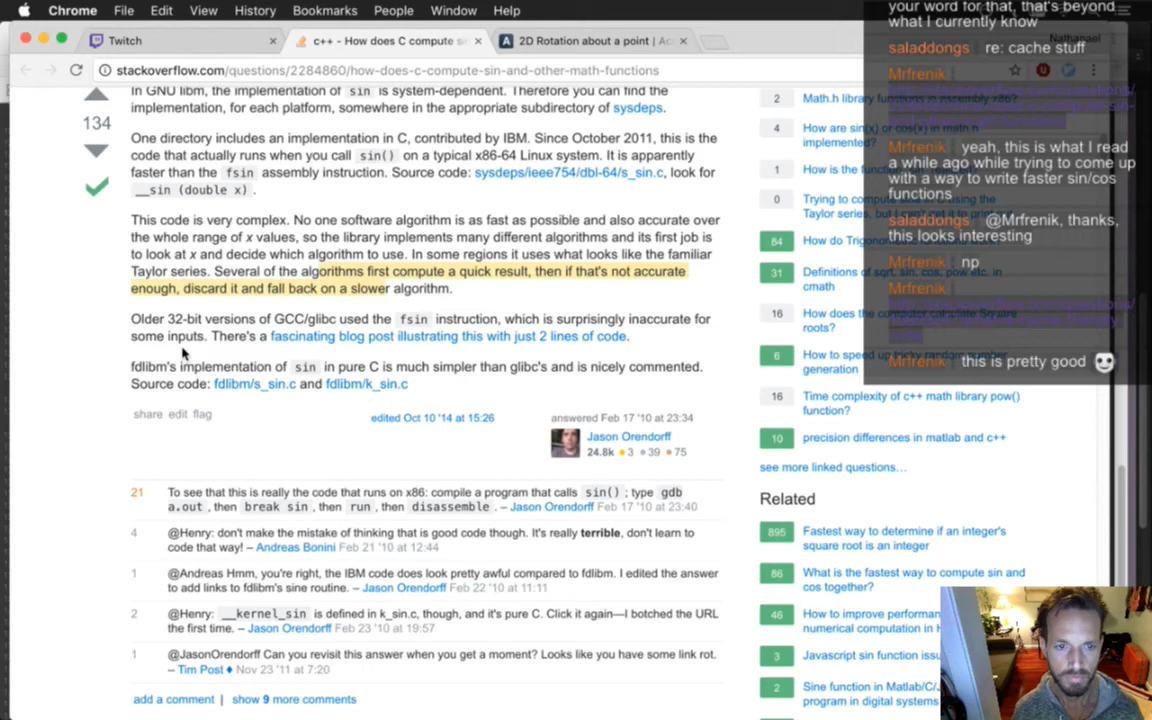 Chrome File Edit View History Bookmarks People Window Help
Twitch
c++ - How does C compute si
2D Rotation about a point | Ac
Nathanael
stackoverflow.com/questions/2284860/how-does-c-compute-sin-and-other-math-functions
In GNU libm, the implementation of sin is system-dependent. Therefore you can find the
implementation, for each platform, somewhere in the appropriate subdirectory of sysdeps.
134
One directory includes an implementation in C, contributed by IBM. Since October 2011, this is the
code that actually runs when you call sin() on a typical x86-64 Linux system. It is apparently
faster than the fsin assembly instruction. Source code: sysdeps/ieee754/dbl-64/s_sin.c, look for
__sin (double x) .
This code is very complex. No one software algorithm is as fast as possible and also accurate over
the whole range of x values, so the library implements many different algorithms and its first job is
to look at x and decide which algorithm to use. In some regions it uses what looks like the familiar
Taylor series. Several of the algorithms first compute a quick result, then if that's not accurate
enough, discard it and fall back on a slower algorithm.
Older 32-bit versions of GCC/glibc used the fsin instruction, which is surprisingly inaccurate for
some inputs. There's a fascinating blog post illustrating this with just 2 lines of code.
fdlibm's implementation of sin in pure C is much simpler than glibc's and is nicely commented.
Source code: fdlibm/s_sin.c and fdlibm/k_sin.c
share edit flag
edited Oct 10 '14 at 15:26
answered Feb 17 '10 at 23:34
Jason Orendorff
24.8k 3 39 75
21 To see that this is really the code that runs on x86: compile a program that calls sin() ; type gdb
a.out , then break sin , then run , then disassemble . – Jason Orendorff Feb 17 '10 at 23:40
4 @Henry: don't make the mistake of thinking that is good code though. It's really terrible, don't learn to
code that way! – Andreas Bonini Feb 21 '10 at 12:44
1 @Andreas Hmm, you're right, the IBM code does look pretty awful compared to fdlibm. I edited the answer
to add links to fdlibm's sine routine. – Jason Orendorff Feb 22 '10 at 11:11
2 @Henry: __kernel_sin is defined in k_sin.c, though, and it's pure C. Click it again—I botched the URL
the first time. – Jason Orendorff Feb 23 '10 at 19:57
1 @JasonOrendorff Can you revisit this answer when you get a moment? Looks like you have some link rot.
– Tim Post ♦ Nov 23 '11 at 7:20
add a comment | show 9 more comments
2 Math.h library functions in assembly x86?
4 How are sin(x) or cos(x) in math h
implemented?
1 How is the
0 Trying to
Taylor series, but
84 How do Trigonom
31 Definitions of sqrt, sin, cos, pow etc. in
cmath
16 How does the computer calculate Square
roots?
6 How to speed up tricky random number
generation
16 Time complexity of c++ math library pow()
function?
10 precision differences in matlab and c++
see more linked questions…
Related
895 Fastest way to determine if an integer's
square root is an integer
86 What is the fastest way to compute sin and
cos together?
46 How to improve performan
numerical computation in
3 Javascript sin function issu
2 Sine function in Matlab/C/
program in digital systems
your word for that, that's beyond
what I currently know
saladdongs re: cache stuff
Mrfrenik
Mrfrenik yeah, this is what I read
a while ago while trying to come up
with a way to write faster sin/cos
functions
saladdongs @Mrfrenik, thanks,
this looks interesting
Mrfrenik np
Mrfrenik
Mrfrenik this is pretty good